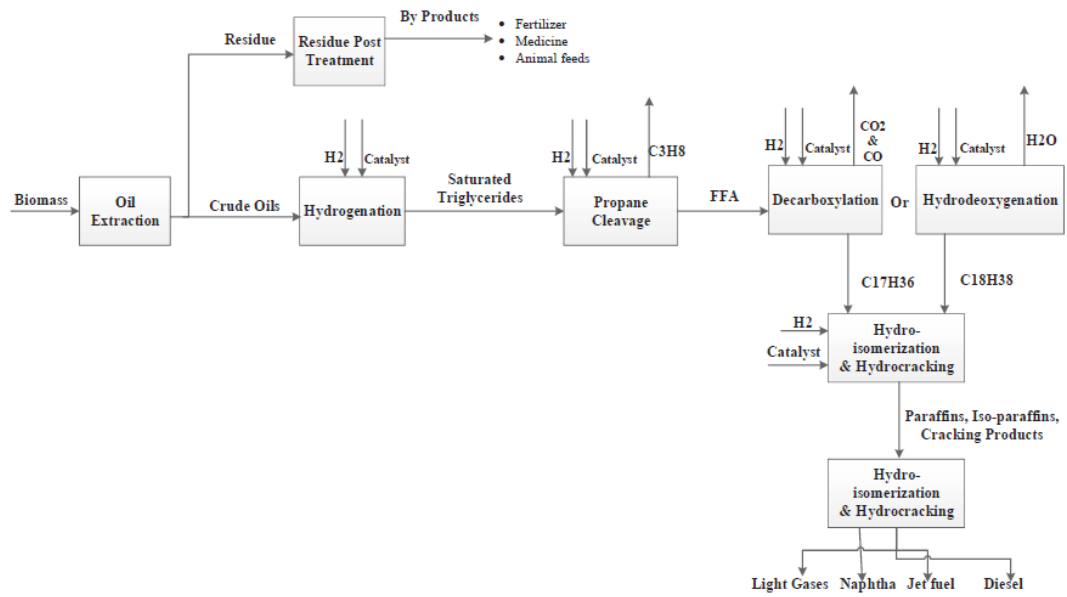 By Products
• Fertilizer
• Medicine
• Animal feeds
Residue
Residue Post
Treatment
H2
Catalyst
H2
Catalyst
C3H8
H2
Catalyst
CO2
&
CO
H2
Catalyst
H2O
Biomass
Oil
Extraction
Crude Oils
Hydrogenation
Saturated
Triglycerides
Propane
Cleavage
FFA
Decarboxylation
Or
Hydrodeoxygenation
C17H36
C18H38
H2
Catalyst
Hydro-
isomerization
& Hydrocracking
Paraffins, Iso-paraffins,
Cracking Products
Hydro-
isomerization
& Hydrocracking
Light Gases
Naphtha
Jet fuel
Diesel